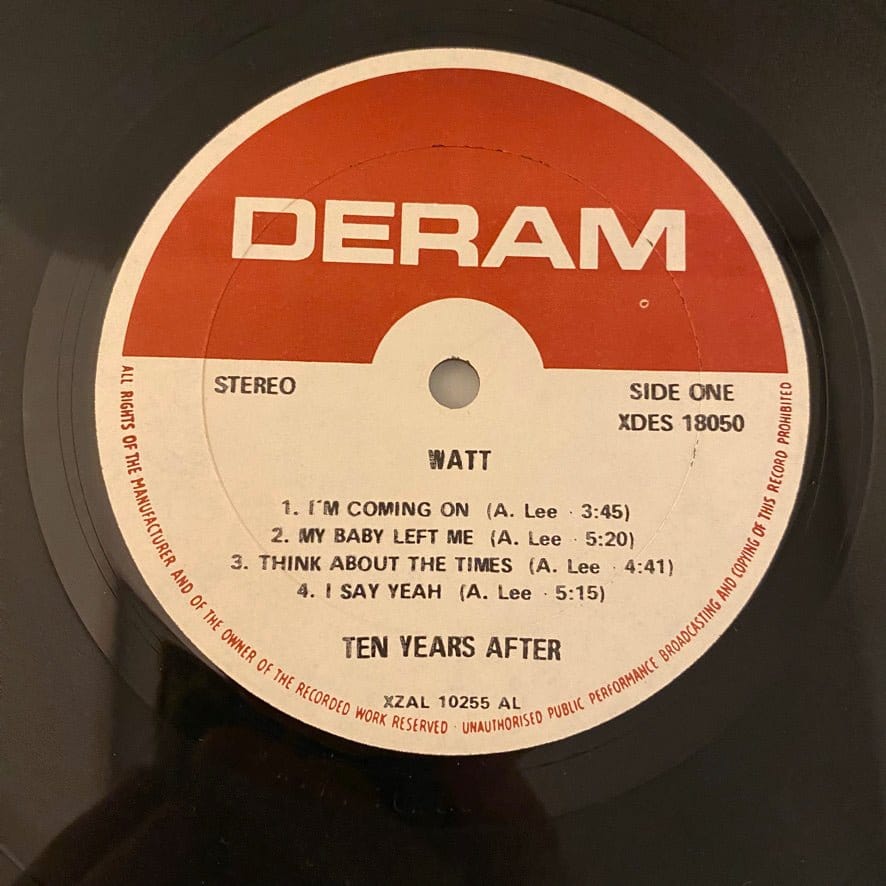 DERAM
STEREO
SIDE ONE
XDES 18050
WATT
1. I´M COMING ON (A. Lee · 3:45)
2. MY BABY LEFT ME (A. Lee · 5:20)
3. THINK ABOUT THE TIMES (A. Lee · 4:41)
4. I SAY YEAH (A. Lee · 5:15)
TEN YEARS AFTER
XZAL 10255 AL
ALL RIGHTS OF THE MANUFACTURER AND OF THE OWNER OF THE RECORDED WORK RESERVED · UNAUTHORISED PUBLIC PERFORMANCE BROADCASTING AND COPYING OF THIS RECORD PROHIBITED